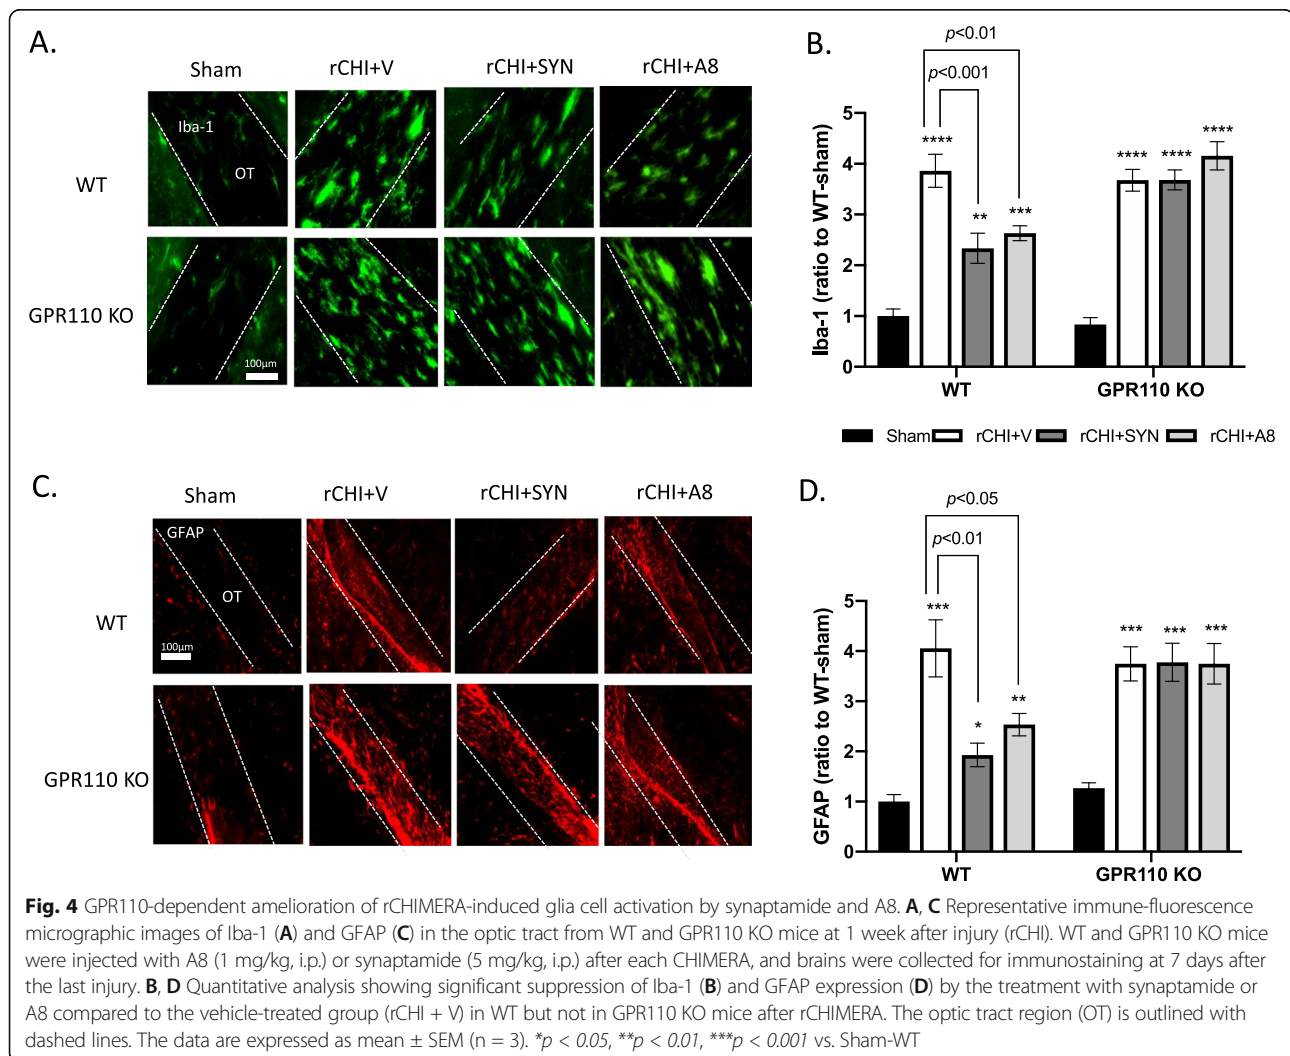 A.
Sham
rCHI+V
rCHI+SYN
rCHI+A8
Iba-1
OT
WT
GPR110 KO
100μm
B.
p<0.01
p<0.001
Iba-1 (ratio to WT-sham)
5
4
3
2
1
0
****
**
***
****
****
****
WT
GPR110 KO
Sham
rCHI+V
rCHI+SYN
rCHI+A8
C.
Sham
rCHI+V
rCHI+SYN
rCHI+A8
GFAP
OT
WT
100μm
GPR110 KO
D.
p<0.05
p<0.01
GFAP (ratio to WT-sham)
5
4
3
2
1
0
***
*
**
***
***
***
WT
GPR110 KO
Fig. 4 GPR110-dependent amelioration of rCHIMERA-induced glia cell activation by synaptamide and A8. A, C Representative immune-fluorescence
micrographic images of Iba-1 (A) and GFAP (C) in the optic tract from WT and GPR110 KO mice at 1 week after injury (rCHI). WT and GPR110 KO mice
were injected with A8 (1 mg/kg, i.p.) or synaptamide (5 mg/kg, i.p.) after each CHIMERA, and brains were collected for immunostaining at 7 days after
the last injury. B, D Quantitative analysis showing significant suppression of Iba-1 (B) and GFAP expression (D) by the treatment with synaptamide or
A8 compared to the vehicle-treated group (rCHI + V) in WT but not in GPR110 KO mice after rCHIMERA. The optic tract region (OT) is outlined with
dashed lines. The data are expressed as mean ± SEM (n = 3). *p < 0.05, **p < 0.01, ***p < 0.001 vs. Sham-WT